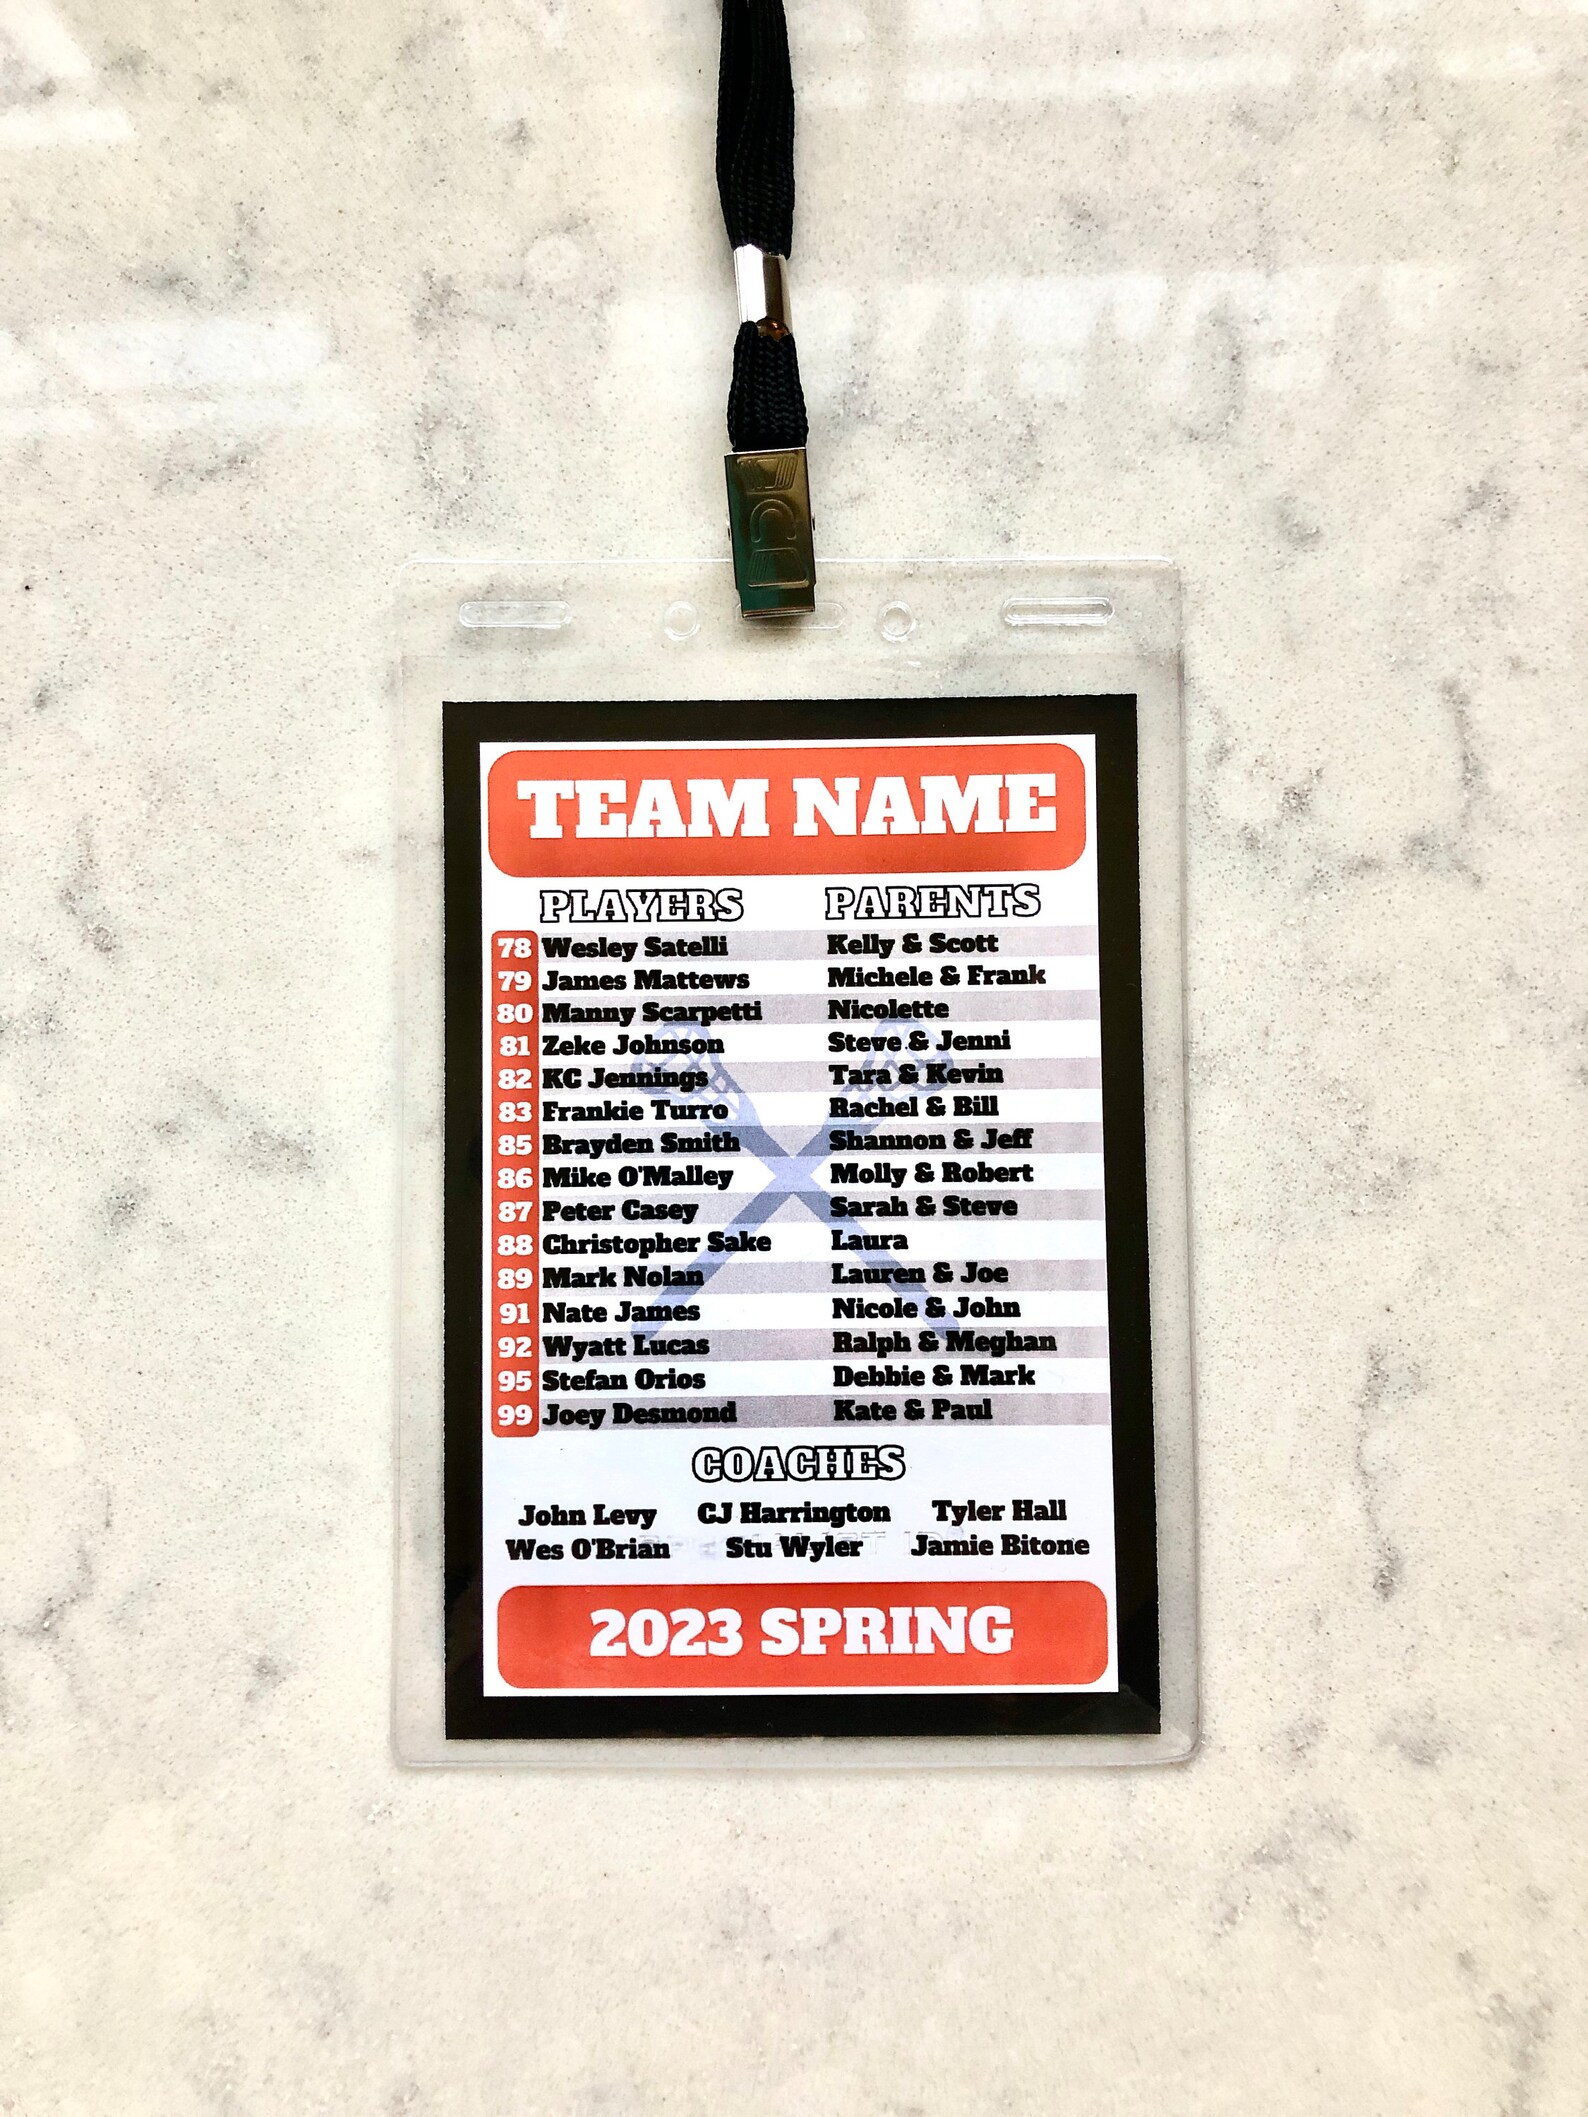 TEAM NAME
PLAYERS PARENTS
78 Wesley Satelli Kelly & Scott
79 James Mattews Michele & Frank
80 Manny Scarpetti Nicolette
81 Zeke Johnson Steve & Jenni
82 KC Jennings Tara & Kevin
83 Frankie Turro Rachel & Bill
85 Brayden Smith Shannon & Jeff
86 Mike O'Malley Molly & Robert
87 Peter Casey Sarah & Steve
88 Christopher Sake Laura
89 Mark Nolan Lauren & Joe
91 Nate James Nicole & John
92 Wyatt Lucas Ralph & Meghan
95 Stefan Orios Debbie & Mark
99 Joey Desmond Kate & Paul
COACHES
John Levy CJ Harrington Tyler Hall
Wes O'Brian Stu Wyler Jamie Bitone
2023 SPRING